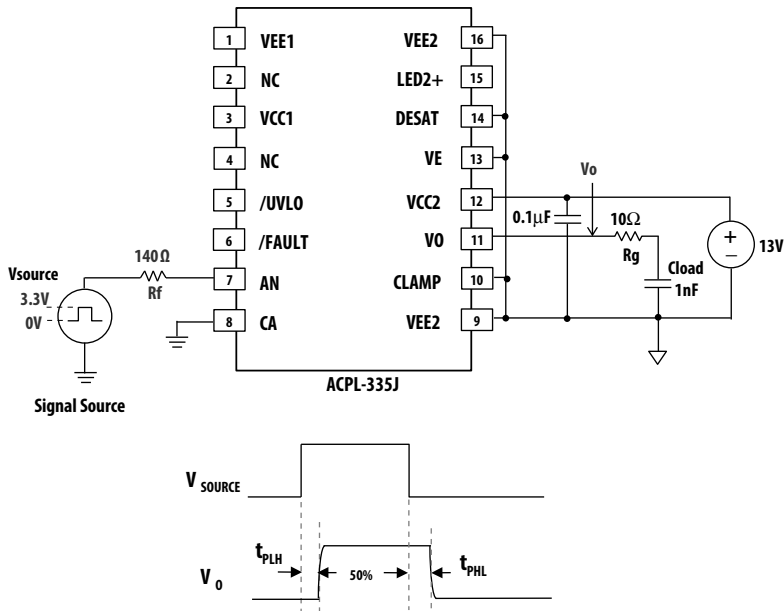 1 VEE1 VEE2 16
2 NC LED2+ 15
3 VCC1 DESAT 14
4 NC VE 13
Vo
5 /UVLO VCC2 12
0.1µF 10Ω
6 /FAULT VO 11
Rg
13V
+
−
Vsource 140Ω
Rf
3.3V
0V
7 AN CLAMP 10
Cload
1nF
8 CA VEE2 9
ACPL-335J
Signal Source
V SOURCE
tPLH 50% tPHL
V O